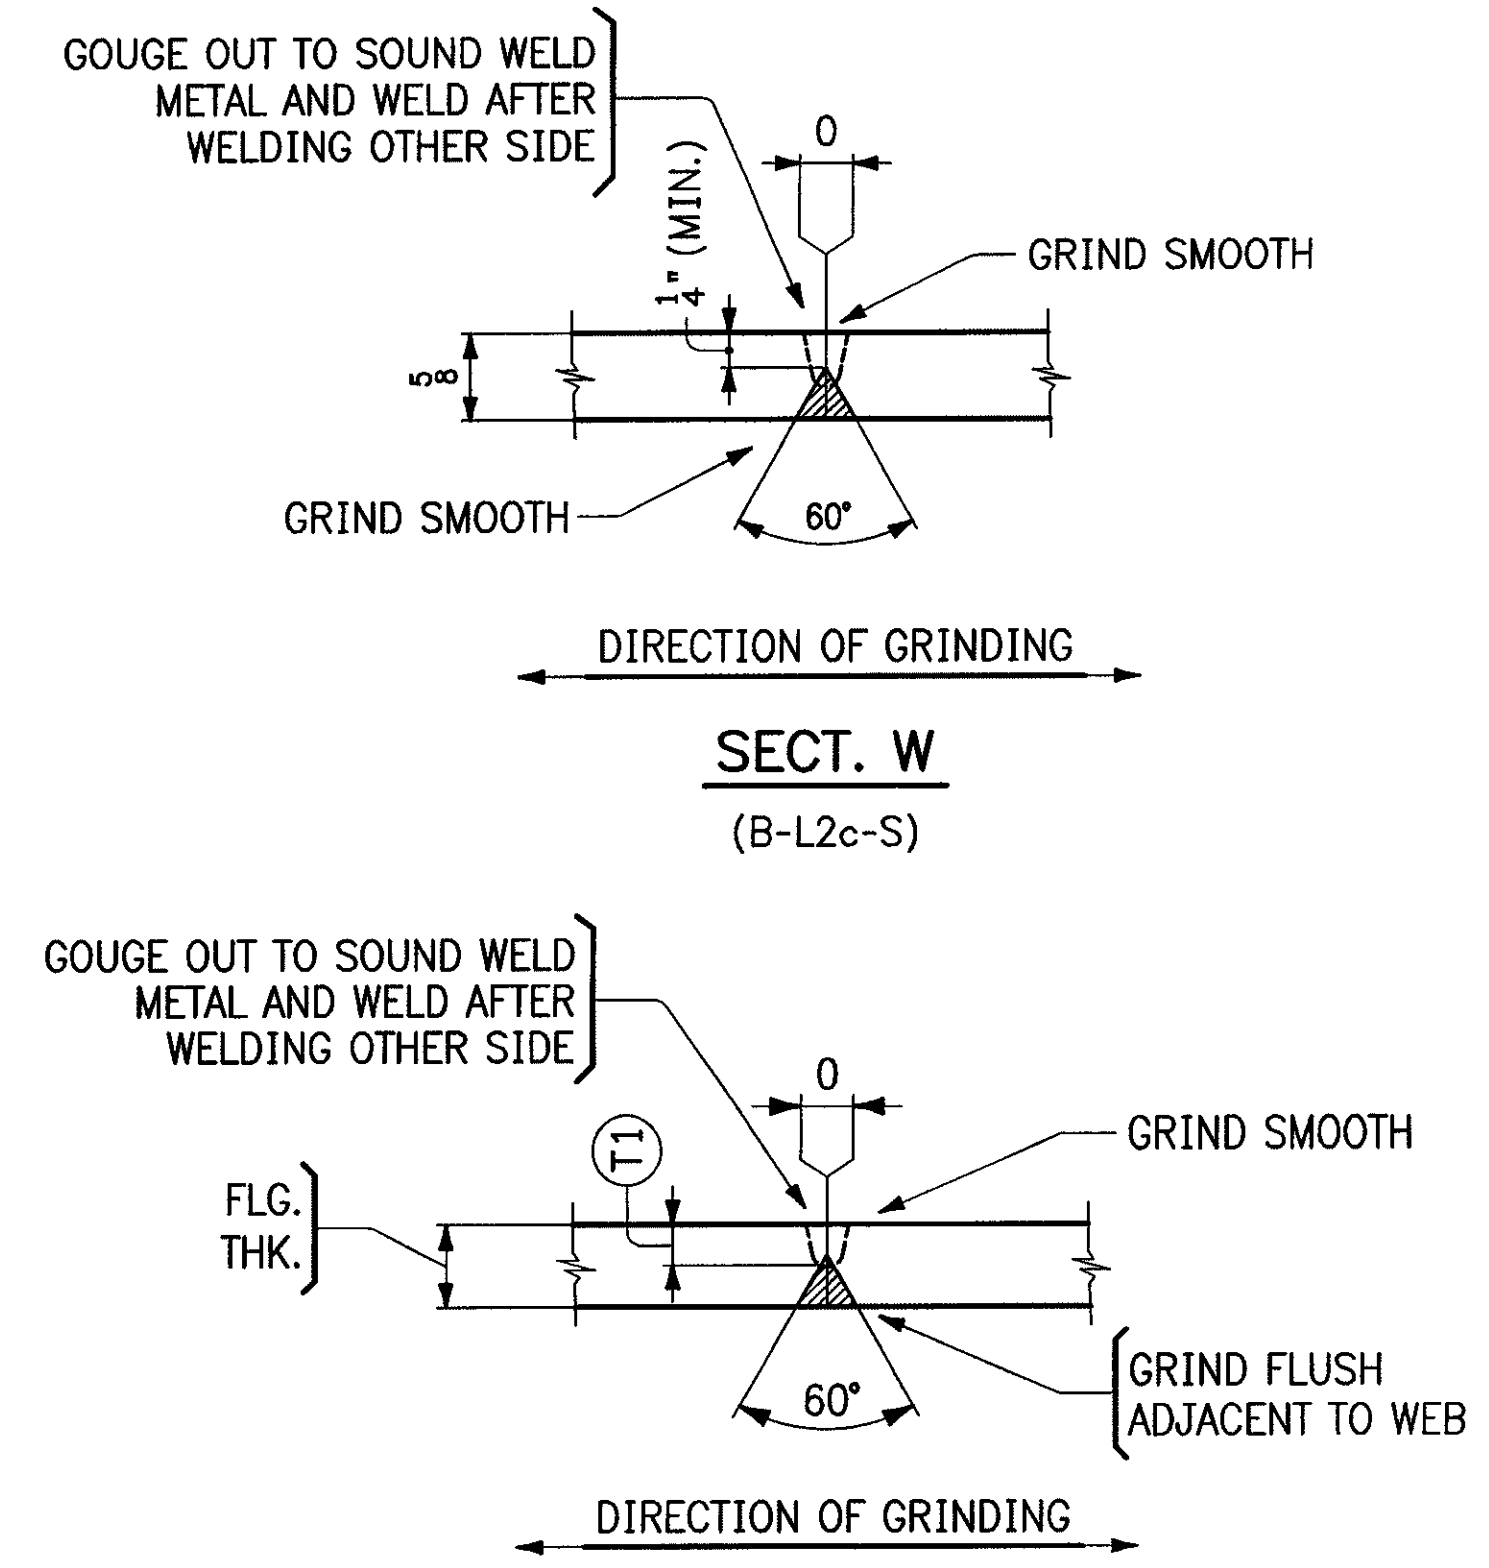 GOUGE OUT TO SOUND WELD
METAL AND WELD AFTER
WELDING OTHER SIDE
0
1/4" (MIN.)
GRIND SMOOTH
5/8
GRIND SMOOTH
60°
DIRECTION OF GRINDING
SECT. W
(B-L2c-S)
GOUGE OUT TO SOUND WELD
METAL AND WELD AFTER
WELDING OTHER SIDE
0
T1
GRIND SMOOTH
FLG.
THK.
60°
GRIND FLUSH
ADJACENT TO WEB
DIRECTION OF GRINDING